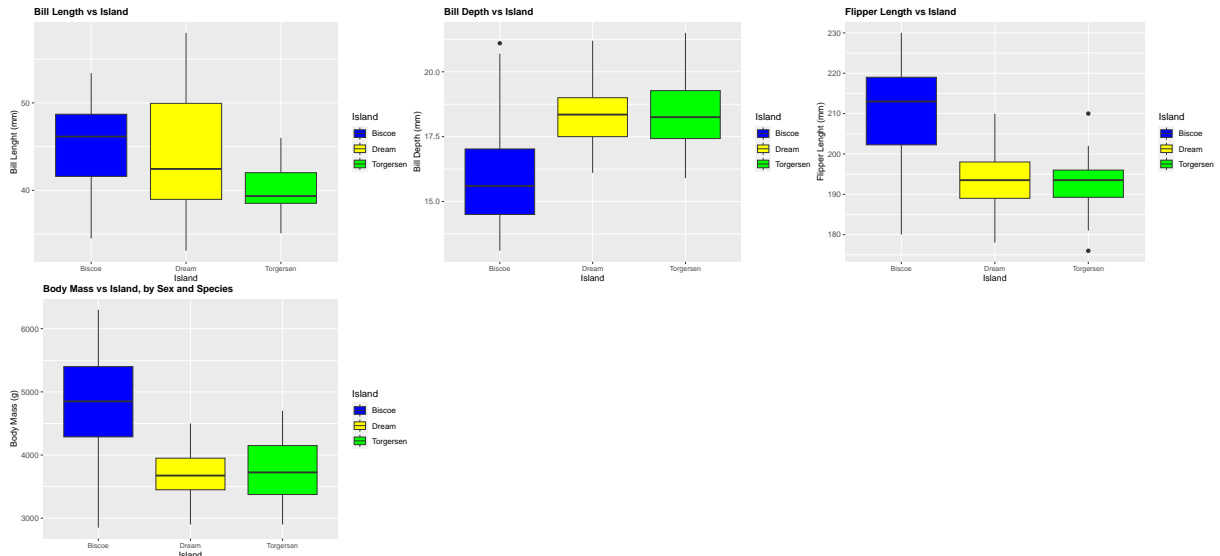 Bill Length vs Island
Bill Lenght (mm)
50
40
Biscoe
Dream
Torgersen
Island
Island
Biscoe
Dream
Torgersen
Bill Depth vs Island
Bill Depth (mm)
20.0
17.5
15.0
Biscoe
Dream
Torgersen
Island
Island
Biscoe
Dream
Torgersen
Flipper Length vs Island
Flipper Lenght (mm)
230
220
210
200
190
180
Biscoe
Dream
Torgersen
Island
Island
Biscoe
Dream
Torgersen
Body Mass vs Island, by Sex and Species
Body Mass (g)
6000
5000
4000
3000
Biscoe
Dream
Torgersen
Island
Island
Biscoe
Dream
Torgersen